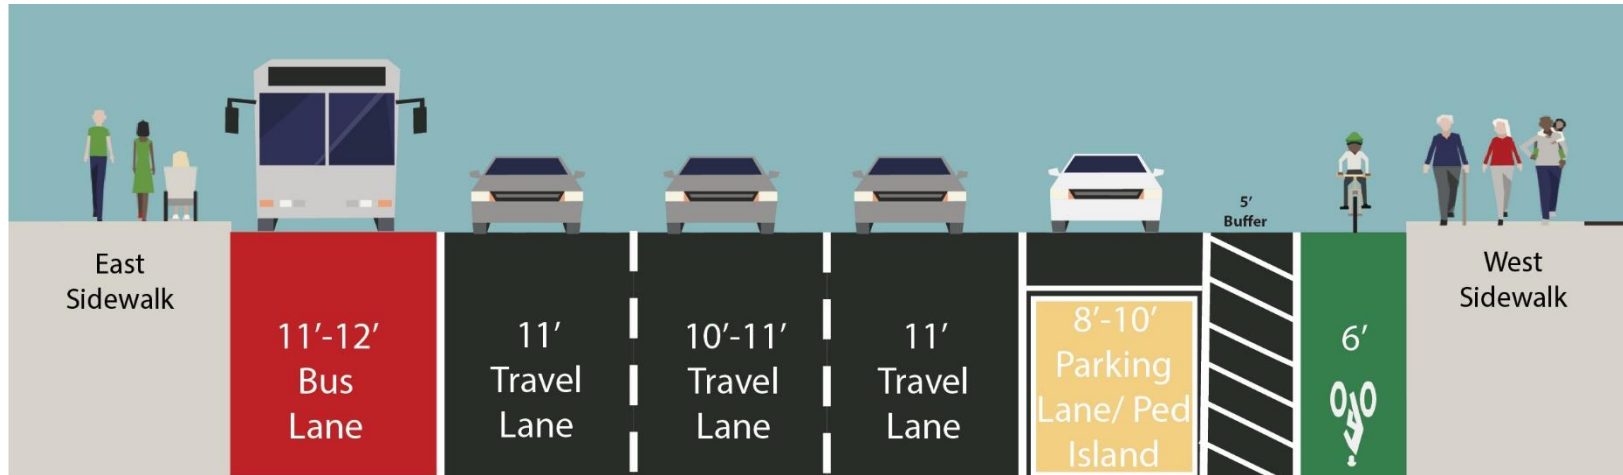 East
Sidewalk
11’-12’
Bus
Lane
11’
Travel
Lane
10’-11’
Travel
Lane
11’
Travel
Lane
8’-10’
Parking
Lane/ Ped
Island
5’
Buffer
6’
West
Sidewalk